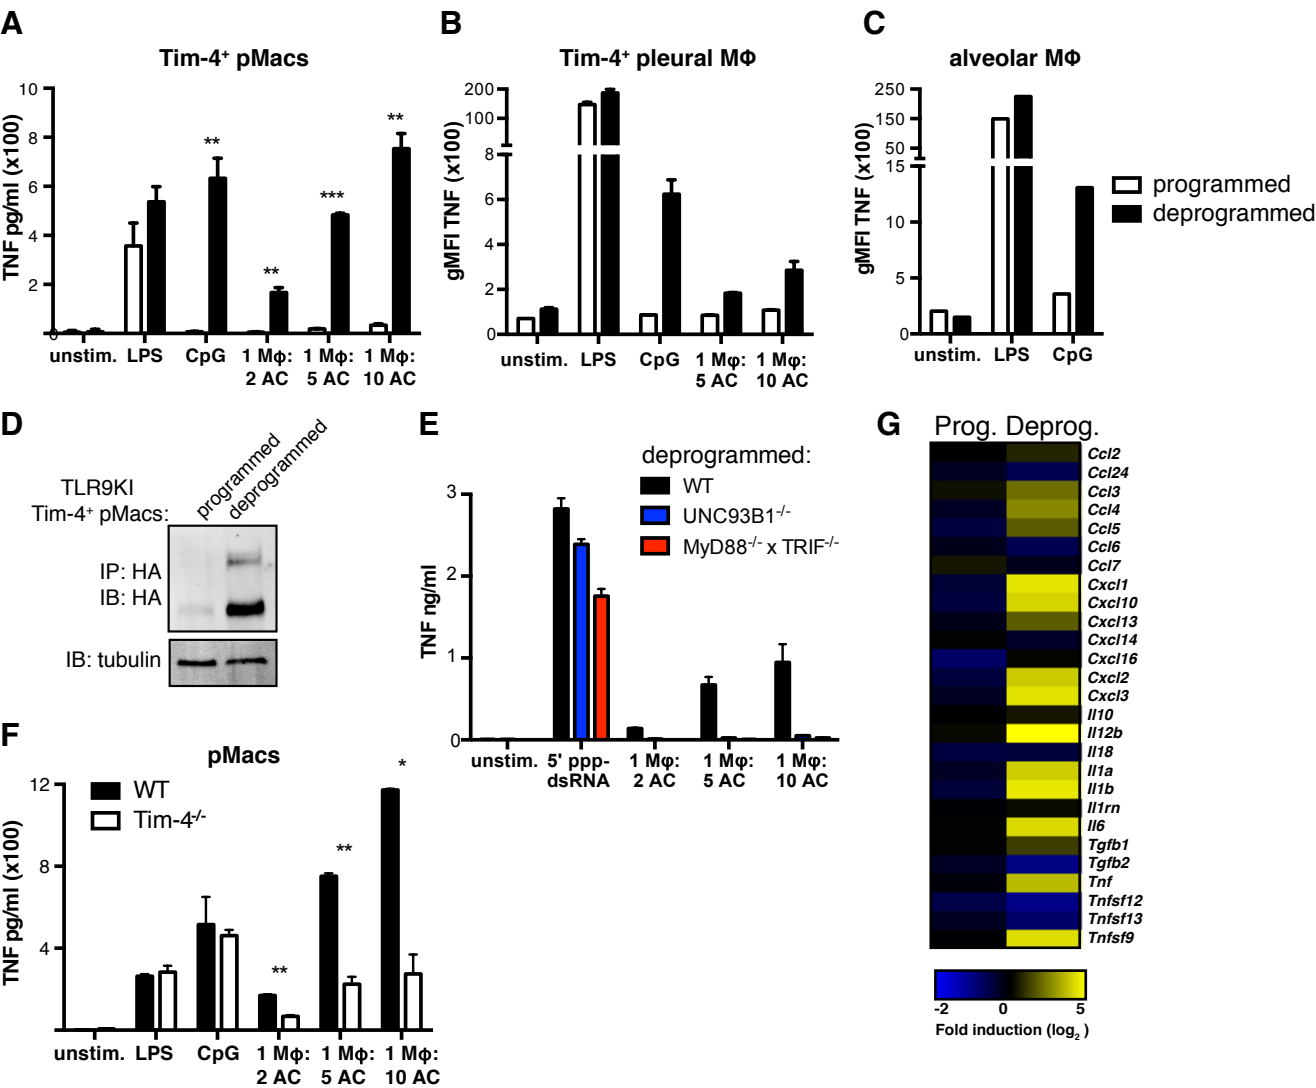 A
Tim-4⁺ pMacs
TNF pg/ml (x100)
10
8
6
4
2
0
**
**
***
**
unstim.
LPS
CpG
1 Mφ:
2 AC
1 Mφ:
5 AC
1 Mφ:
10 AC
B
Tim-4⁺ pleural MΦ
gMFI TNF (x100)
200
100
8
6
4
2
0
unstim.
LPS
CpG
1 Mφ:
5 AC
1 Mφ:
10 AC
C
alveolar MΦ
gMFI TNF (x100)
250
150
50
15
10
5
0
unstim.
LPS
CpG
programmed
deprogrammed
D
TLR9KI
Tim-4⁺ pMacs:
programmed
deprogrammed
IP: HA
IB: HA
IB: tubulin
E
deprogrammed:
WT
UNC93B1⁻/⁻
MyD88⁻/⁻ x TRIF⁻/⁻
TNF ng/ml
3
2
1
0
unstim.
5' ppp-
dsRNA
1 Mφ:
2 AC
1 Mφ:
5 AC
1 Mφ:
10 AC
F
pMacs
WT
Tim-4⁻/⁻
TNF pg/ml (x100)
12
8
4
**
**
*
unstim.
LPS
CpG
1 Mφ:
2 AC
1 Mφ:
5 AC
1 Mφ:
10 AC
G
Prog. Deprog.
Ccl2
Ccl24
Ccl3
Ccl4
Ccl5
Ccl6
Ccl7
Cxcl1
Cxcl10
Cxcl13
Cxcl14
Cxcl16
Cxcl2
Cxcl3
Il10
Il12b
Il18
Il1a
Il1b
Il1rn
Il6
Tgfb1
Tgfb2
Tnf
Tnfsf12
Tnfsf13
Tnfsf9
-2 0 5
Fold induction (log₂ )